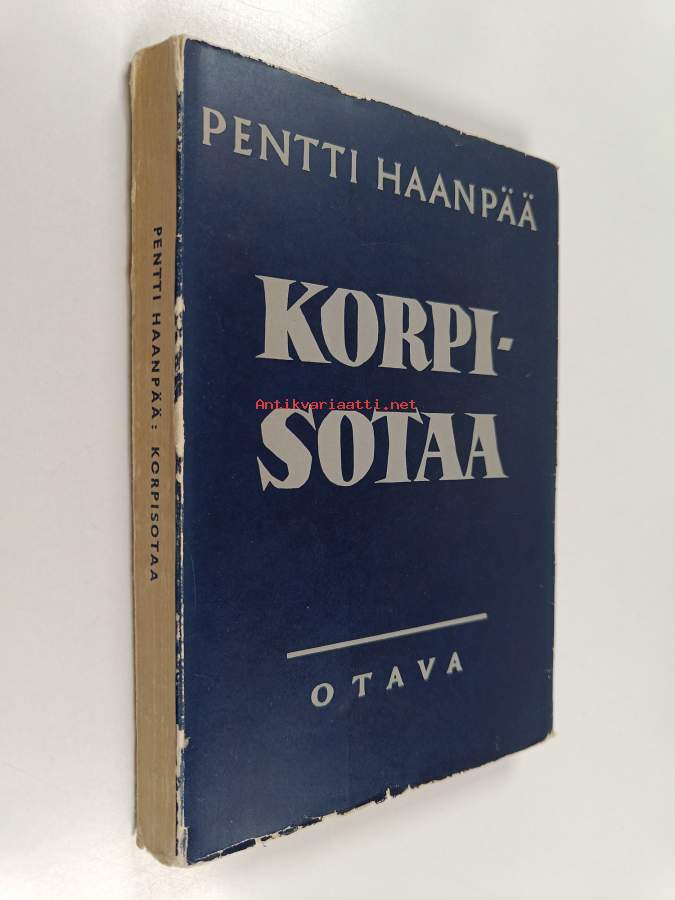 PENTTI HAANPÄÄ
KORPI-
SOTAA
OTAVA
PENTTI HAANPÄÄ: KORPISOTAA
Antikvariaatti.net